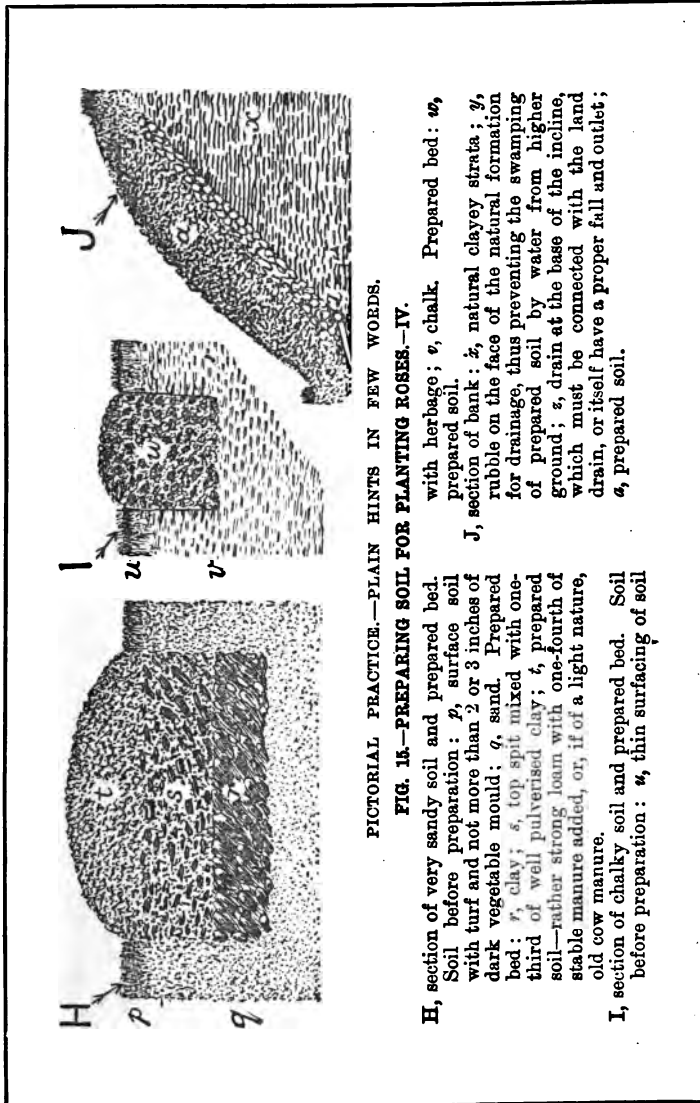 H
I
J
p
q
r
s
t
u
v
w
x
y
z
a
PICTORIAL PRACTICE.—PLAIN HINTS IN FEW WORDS.
FIG. 15.—PREPARING SOIL FOR PLANTING ROSES.—IV.
H, section of very sandy soil and prepared bed.
Soil before preparation: p, surface soil
with turf and not more than 2 or 3 inches of
dark vegetable mould; q, sand. Prepared
bed: r, clay; s, top spit mixed with one-
third of well pulverised clay; t, prepared
soil—rather strong loam with one-fourth of
stable manure added, or, if of a light nature,
old cow manure.
I, section of chalky soil and prepared bed. Soil
before preparation: u, thin surfacing of soil
with herbage; v, chalk. Prepared bed: w,
prepared soil.
J, section of bank: x, natural clayey strata; y,
rubble on the face of the natural formation
for drainage, thus preventing the swamping
of prepared soil by water from higher
ground; z, drain at the base of the incline,
which must be connected with the land
drain, or itself have a proper fall and outlet;
a, prepared soil.